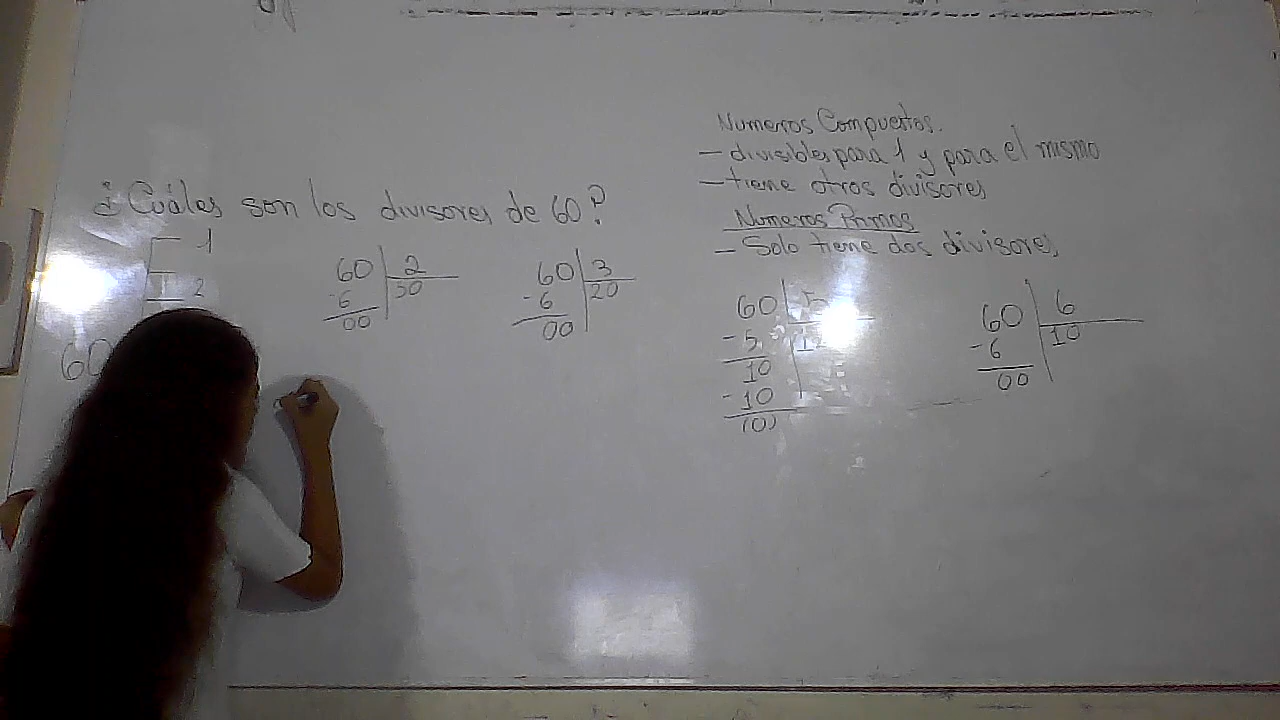 ¿Cuáles son los divisores de 60?
1
2
60
60 2
-6 30
00
60 3
-6 20
00
Numeros Compuertos.
- divisibles para 1 y para el mismo
- tiene otros divisores
Numeros Primos
- Solo tiene dos divisores
60 5
-5 12
10
-10
(0)
60 6
-6 10
00